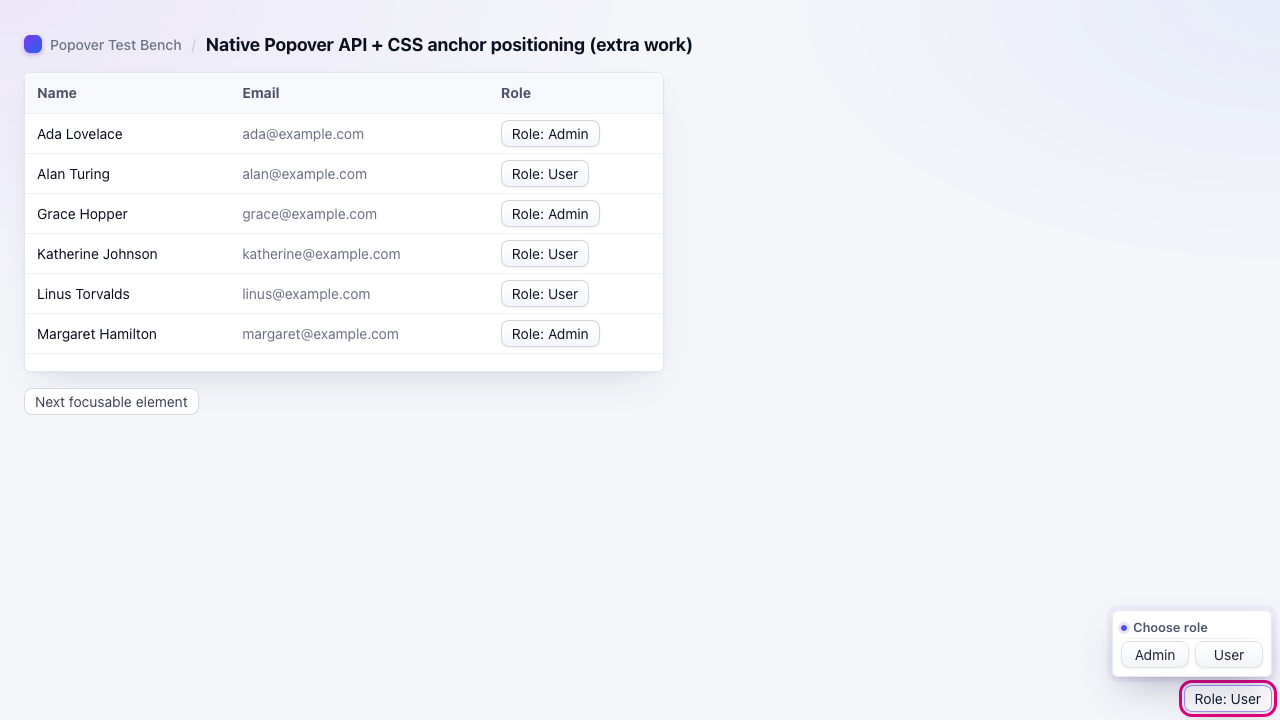 Popover Test Bench / Native Popover API + CSS anchor positioning (extra work)
Name Email Role
Ada Lovelace ada@example.com Role: Admin
Alan Turing alan@example.com Role: User
Grace Hopper grace@example.com Role: Admin
Katherine Johnson katherine@example.com Role: User
Linus Torvalds linus@example.com Role: User
Margaret Hamilton margaret@example.com Role: Admin
Next focusable element
Choose role
Admin User
Role: User